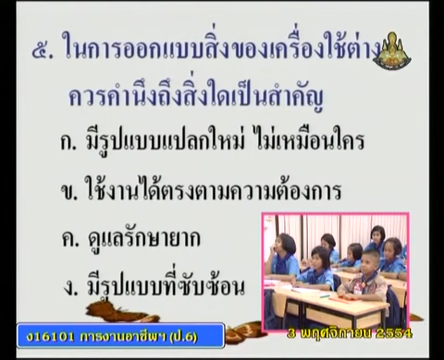 ๕. ในการออกแบบสิ่งของเครื่องใช้ต่าง
ควรคำนึงถึงสิ่งใดเป็นสำคัญ
ก. มีรูปแบบแปลกใหม่ ไม่เหมือนใคร
ข. ใช้งานได้ตรงตามความต้องการ
ค. ดูแลรักษายาก
ง. มีรูปแบบที่ซับซ้อน
ง16101 การงานอาชีพฯ (ป.6)
3 พฤศจิกายน 2554